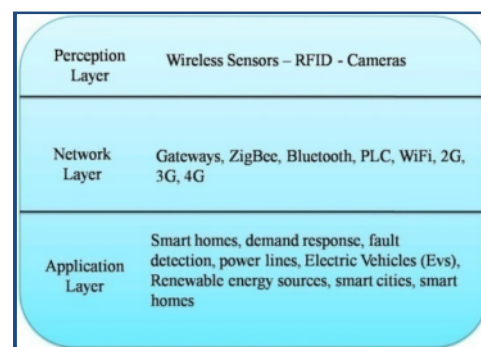 Perception
Layer
Wireless Sensors – RFID - Cameras
Network
Layer
Gateways, ZigBee, Bluetooth, PLC, WiFi, 2G,
3G, 4G
Application
Layer
Smart homes, demand response, fault
detection, power lines, Electric Vehicles (Evs),
Renewable energy sources, smart cities, smart
homes